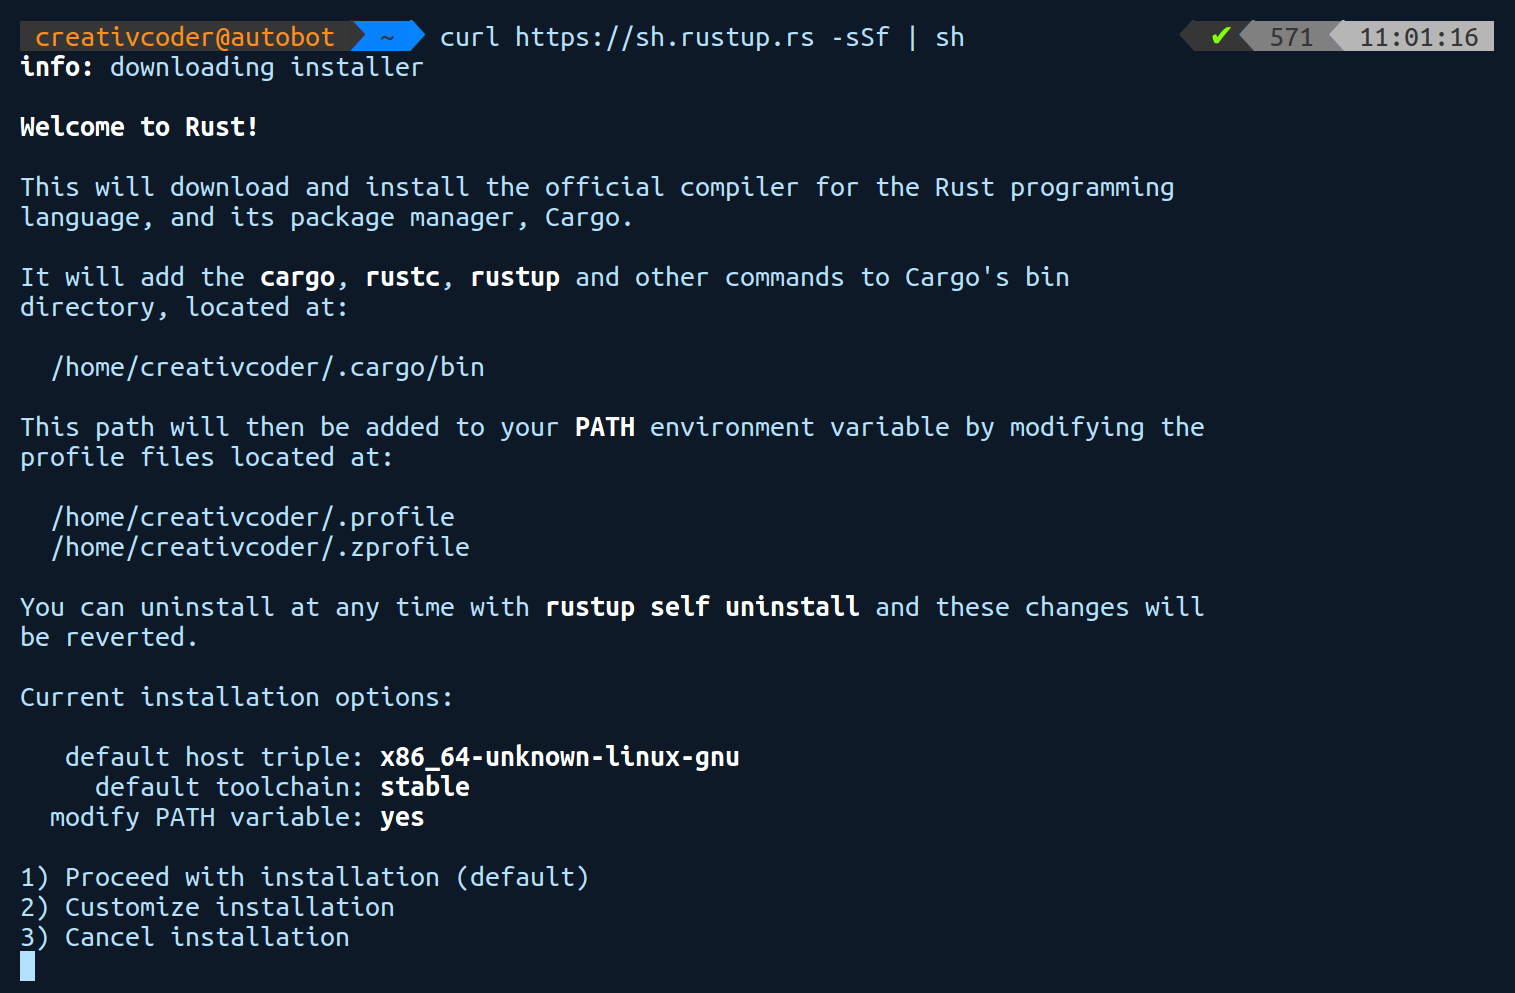 creativcoder@autobot ~ curl https://sh.rustup.rs -sSf | sh ✔ 571 11:01:16
info: downloading installer
Welcome to Rust!
This will download and install the official compiler for the Rust programming
language, and its package manager, Cargo.
It will add the cargo, rustc, rustup and other commands to Cargo's bin
directory, located at:
/home/creativcoder/.cargo/bin
This path will then be added to your PATH environment variable by modifying the
profile files located at:
/home/creativcoder/.profile
/home/creativcoder/.zprofile
You can uninstall at any time with rustup self uninstall and these changes will
be reverted.
Current installation options:
default host triple: x86_64-unknown-linux-gnu
default toolchain: stable
modify PATH variable: yes
1) Proceed with installation (default)
2) Customize installation
3) Cancel installation